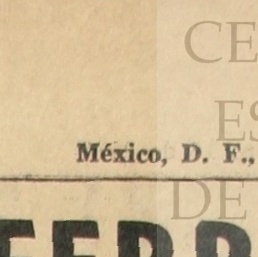 CE
ES
México, D. F.,
DE